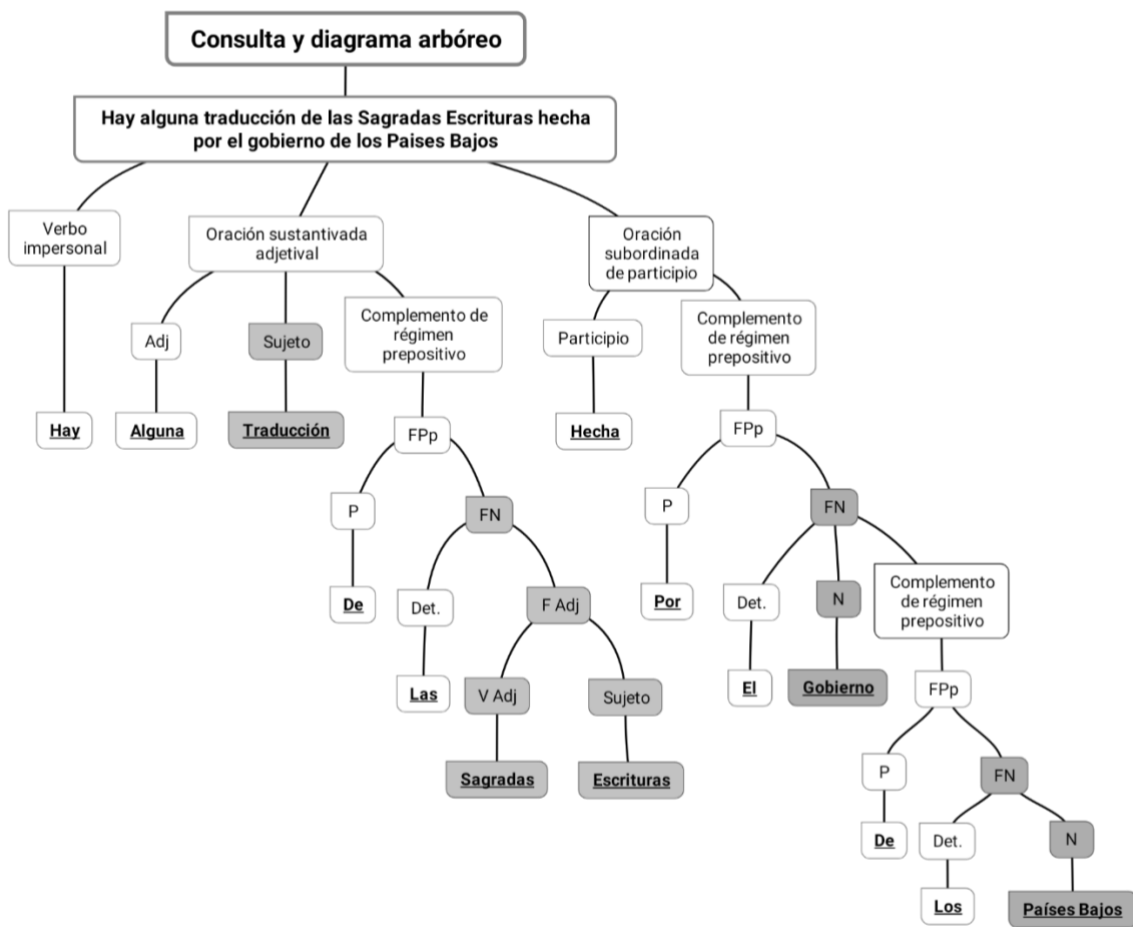 Consulta y diagrama arbóreo
Hay alguna traducción de las Sagradas Escrituras hecha
por el gobierno de los Paises Bajos
Verbo
impersonal
Oración sustantivada
adjetival
Oración
subordinada
de participio
Adj
Sujeto
Complemento de
régimen
prepositivo
Participio
Complemento
de régimen
prepositivo
Hay
Alguna
Traducción
FPp
Hecha
FPp
P
FN
P
FN
De
Det.
F Adj
Por
Det.
N
Complemento
de régimen
prepositivo
Las
V Adj
Sujeto
El
Gobierno
FPp
Sagradas
Escrituras
P
FN
De
Det.
N
Los
Países Bajos